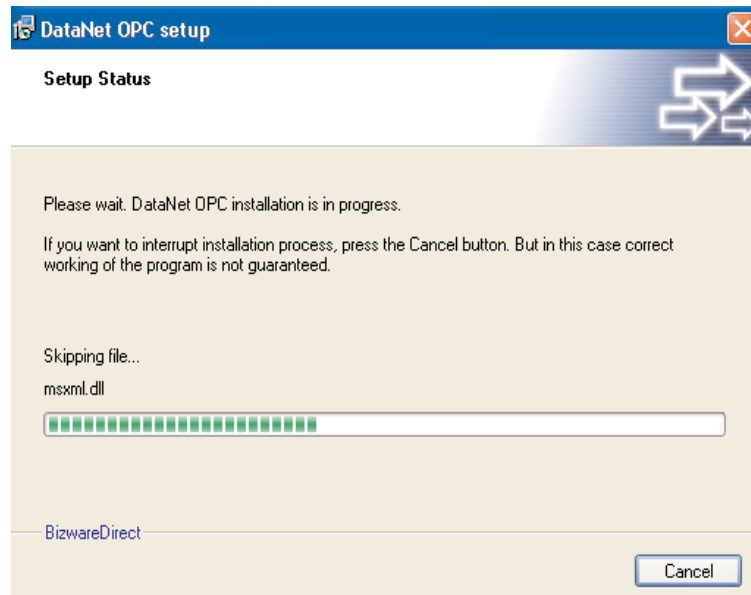 DataNet OPC setup
Setup Status
Please wait. DataNet OPC installation is in progress.
If you want to interrupt installation process, press the Cancel button. But in this case correct
working of the program is not guaranteed.
Skipping file...
msxml.dll
BizwareDirect
Cancel